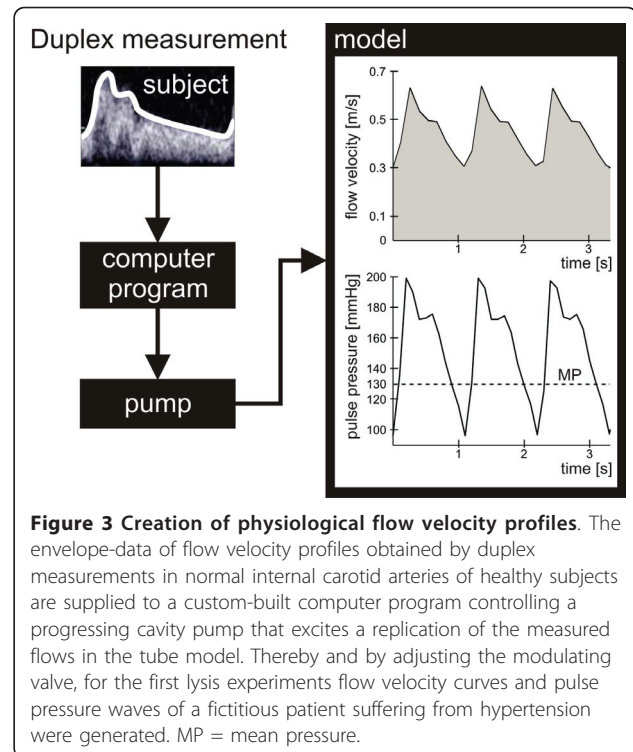 Duplex measurement
subject
computer
program
pump
model
flow velocity [m/s]
0.7
0.5
0.3
0.1
0
1
2
3
time [s]
pulse pressure [mmHg]
200
180
160
140
130
120
100
MP
1
2
3
time [s]
Figure 3 Creation of physiological flow velocity profiles. The
envelope-data of flow velocity profiles obtained by duplex
measurements in normal internal carotid arteries of healthy subjects
are supplied to a custom-built computer program controlling a
progressing cavity pump that excites a replication of the measured
flows in the tube model. Thereby and by adjusting the modulating
valve, for the first lysis experiments flow velocity curves and pulse
pressure waves of a fictitious patient suffering from hypertension
were generated. MP = mean pressure.